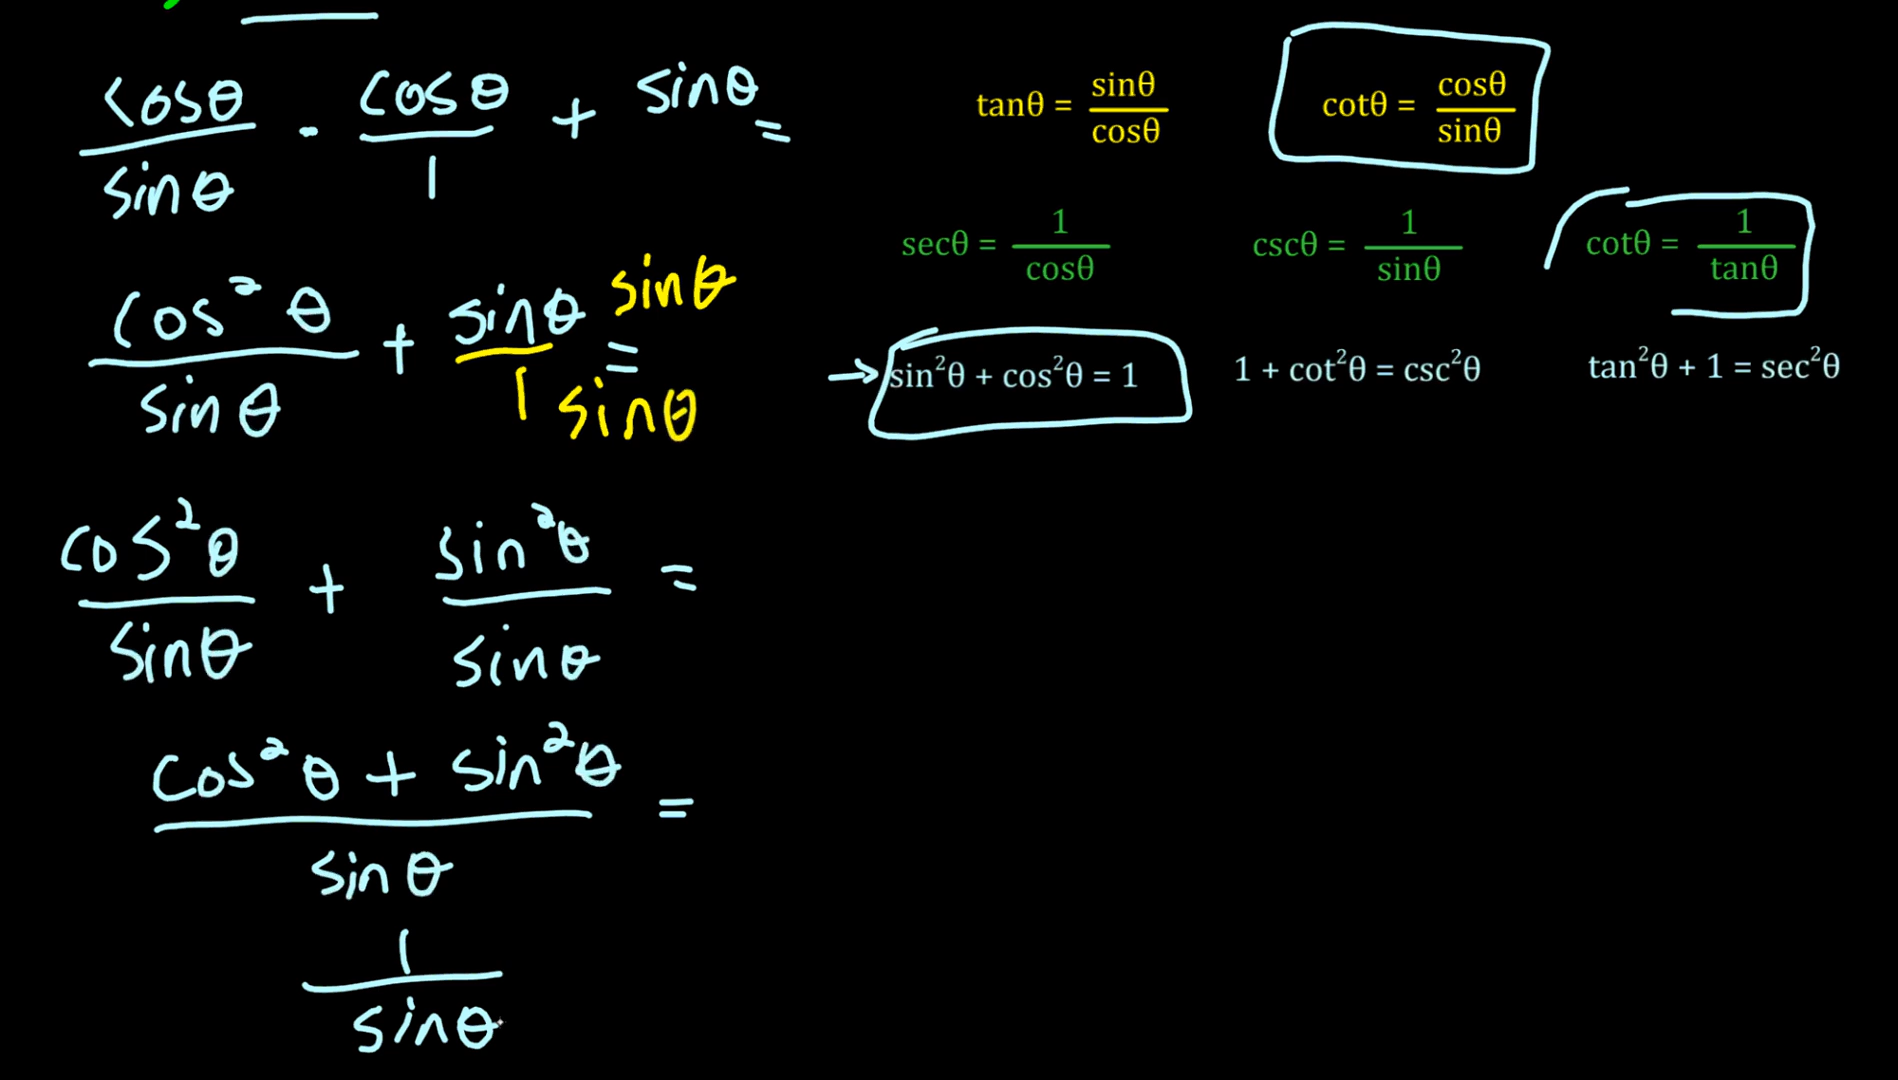 cosθ/sinθ · cosθ/1 + sinθ =
cos²θ/sinθ + sinθ/1 sinθ/sinθ =
cos²θ/sinθ + sin²θ/sinθ =
cos²θ + sin²θ/sinθ =
1/sinθ
tanθ = sinθ/cosθ cotθ = cosθ/sinθ
secθ = 1/cosθ cscθ = 1/sinθ cotθ = 1/tanθ
→ sin²θ + cos²θ = 1 1 + cot²θ = csc²θ tan²θ + 1 = sec²θ